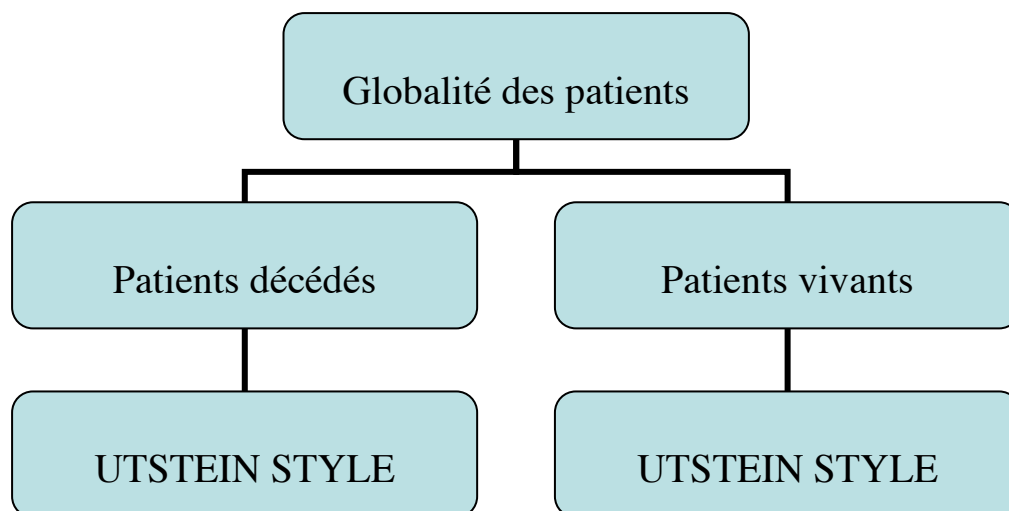 Globalité des patients
Patients décédés
Patients vivants
UTSTEIN STYLE
UTSTEIN STYLE